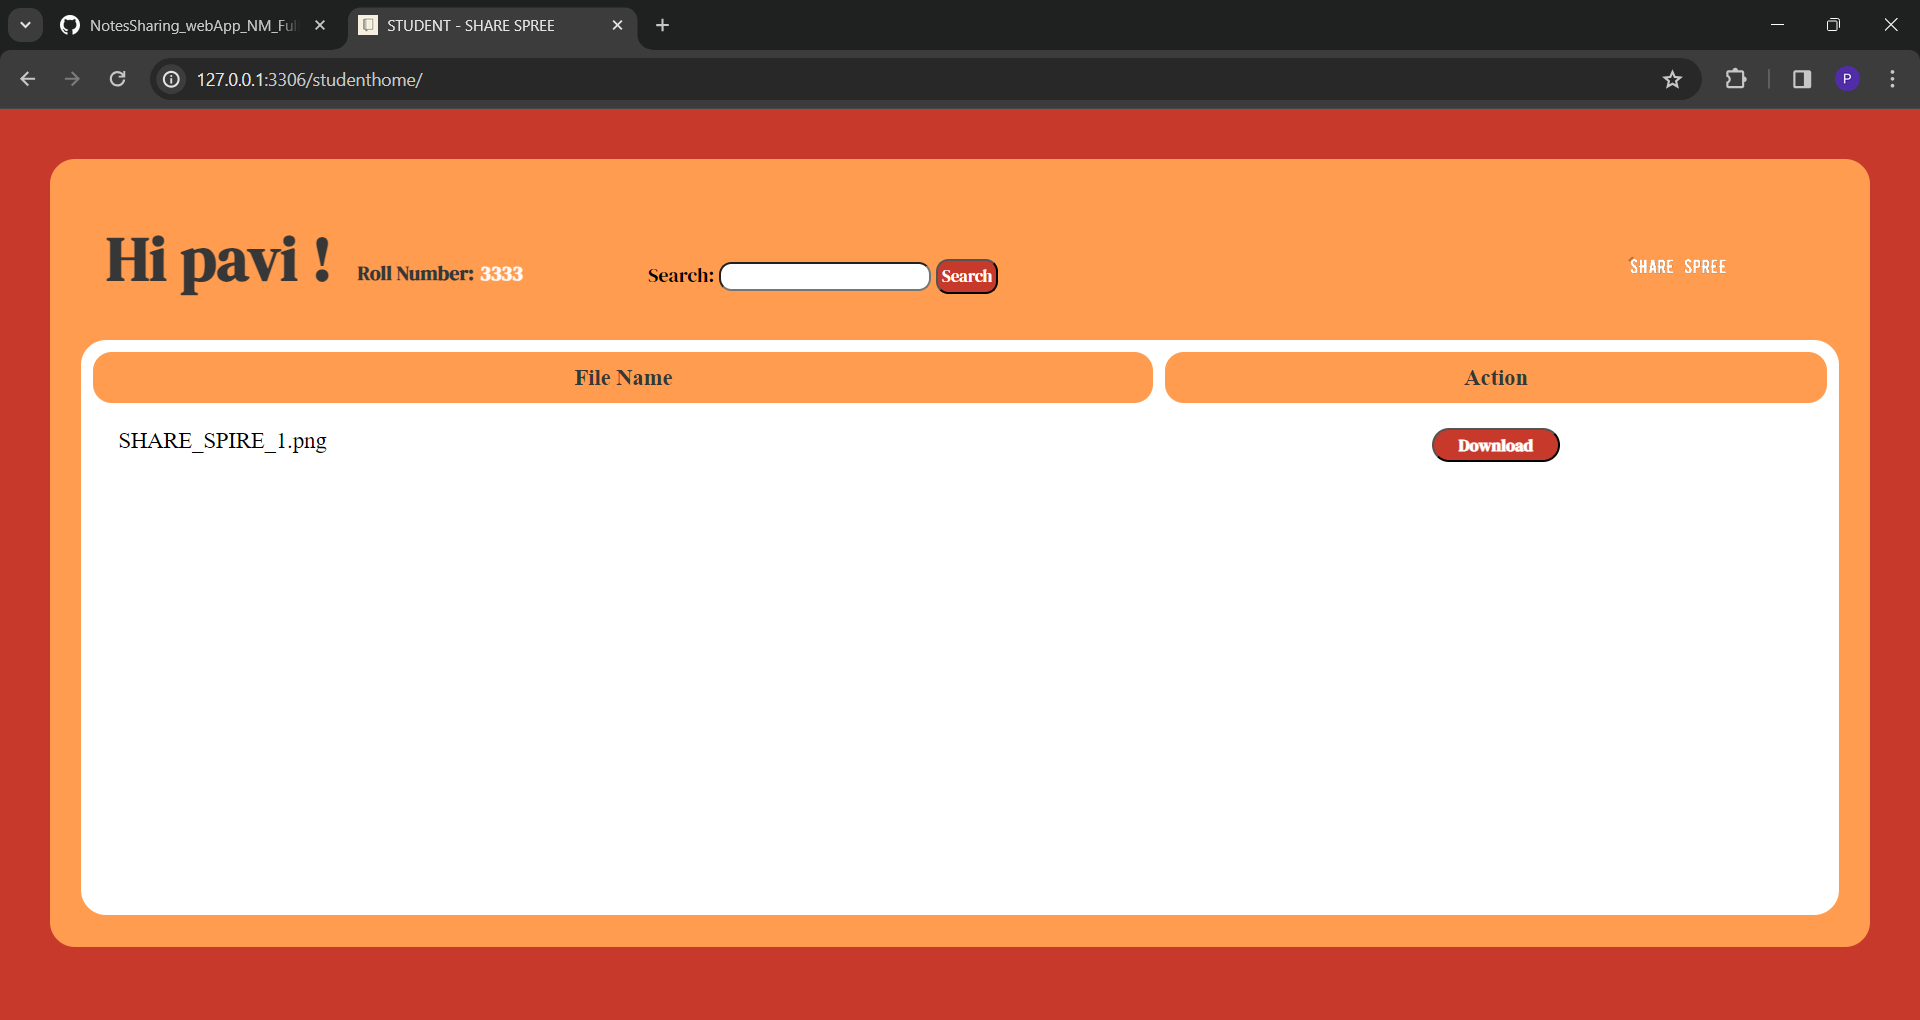 NotesSharing_webApp_NM_Ful
STUDENT - SHARE SPREE
127.0.0.1:3306/studenthome/
P
Hi pavi !
Roll Number: 3333
Search:
Search
SHARE SPREE
File Name
Action
SHARE_SPIRE_1.png
Download